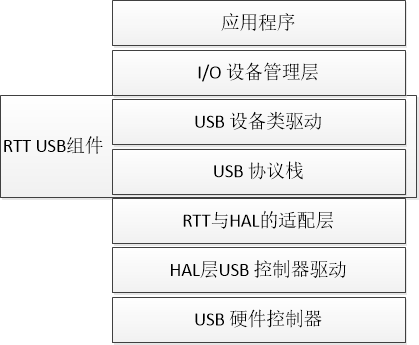 应用程序
I/O 设备管理层
USB 设备类驱动
RTT USB组件
USB 协议栈
RTT与HAL的适配层
HAL层USB 控制器驱动
USB 硬件控制器